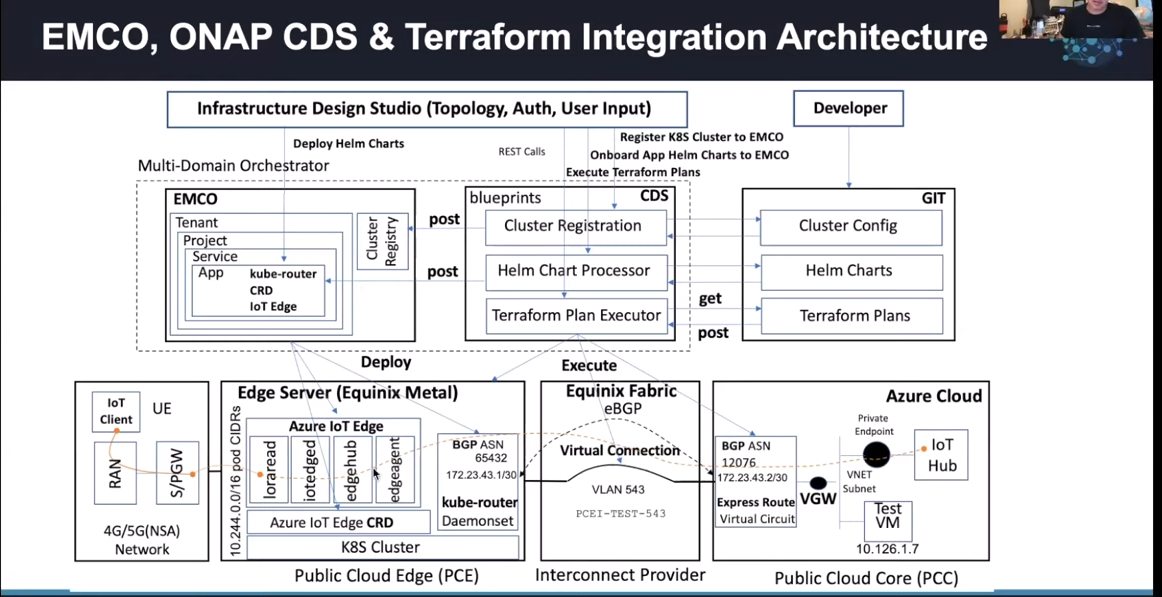 EMCO, ONAP CDS & Terraform Integration Architecture
Infrastructure Design Studio (Topology, Auth, User Input)
Developer
Deploy Helm Charts
REST Calls
Register K8S Cluster to EMCO
Onboard App Helm Charts to EMCO
Execute Terraform Plans
Multi-Domain Orchestrator
EMCO
Tenant
Project
Service
App
kube-router
CRD
IoT Edge
Cluster
Registry
post
post
blueprints
CDS
Cluster Registration
Helm Chart Processor
Terraform Plan Executor
get
post
GIT
Cluster Config
Helm Charts
Terraform Plans
Deploy
Execute
IoT
Client
UE
RAN
S/PGW
4G/5G(NSA)
Network
Edge Server (Equinix Metal)
10.244.0.0/16 pod CIDRs
Azure IoT Edge
loraread
iotedged
edgehub
edgeagent
Azure IoT Edge CRD
K8S Cluster
BGP ASN
65432
172.23.43.1/30
kube-router
Daemonset
Public Cloud Edge (PCE)
Equinix Fabric
eBGP
Virtual Connection
VLAN 543
PCEI-TEST-543
Interconnect Provider
Azure Cloud
BGP ASN
12076
172.23.43.2/30
Express Route
Virtual Circuit
VGW
Private
Endpoint
VNET
Subnet
IoT
Hub
Test
VM
10.126.1.7
Public Cloud Core (PCC)